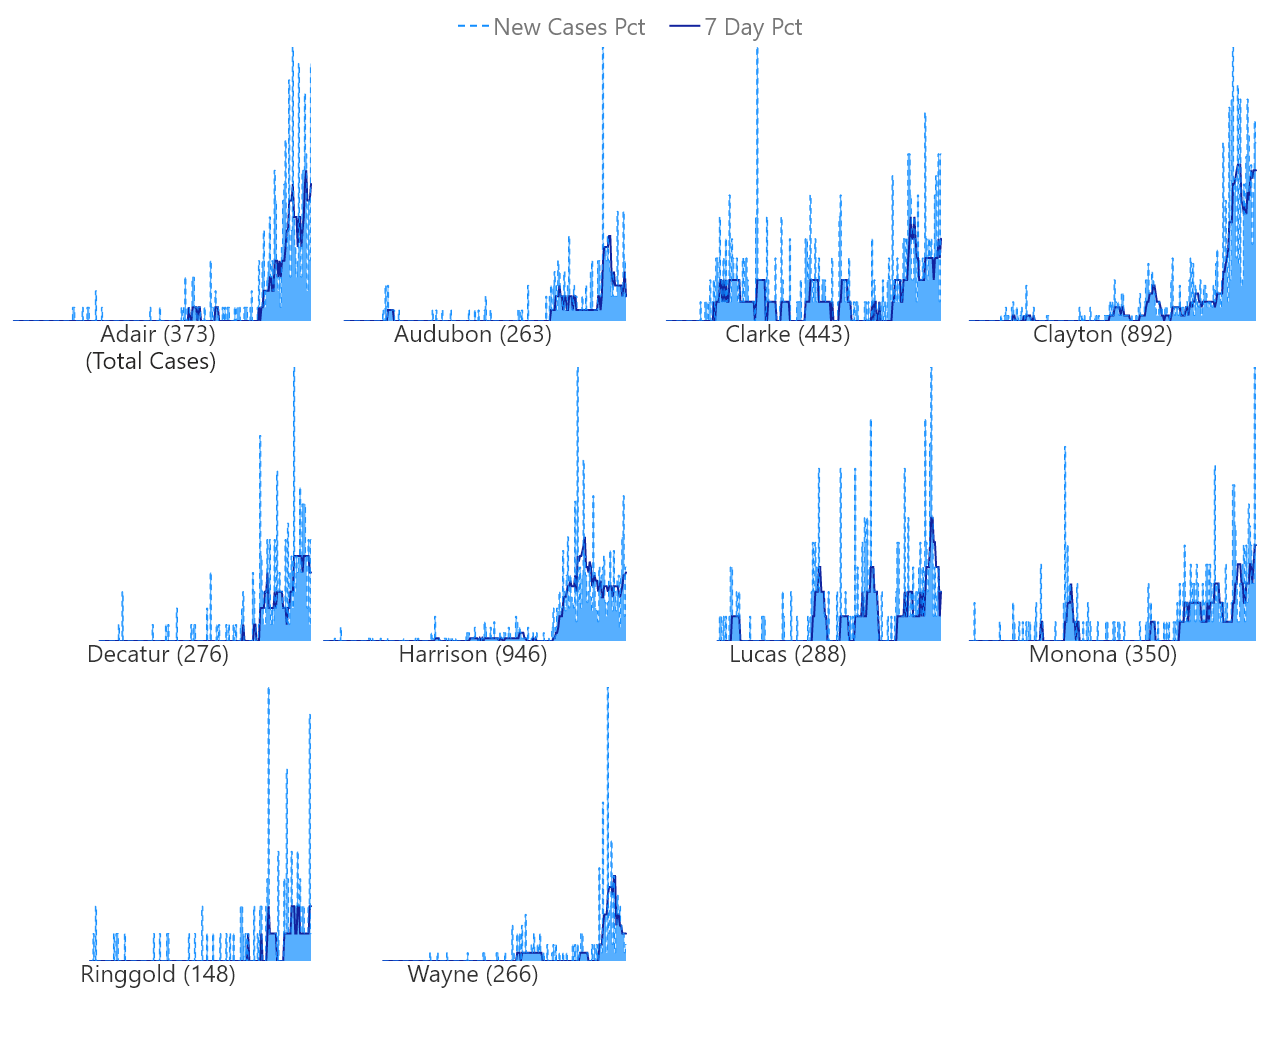 New Cases Pct 7 Day Pct
Adair (373) Audubon (263) Clarke (443) Clayton (892)
(Total Cases)
Decatur (276) Harrison (946) Lucas (288) Monona (350)
Ringgold (148) Wayne (266)